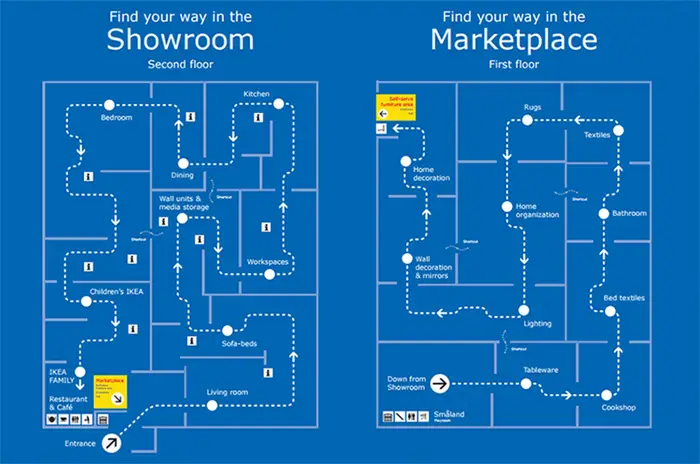 Find your way in the
Showroom
Second floor
Kitchen
Bedroom
Dining
Wall units &
media storage
Shortcut
Shortcut
Workspaces
Children's IKEA
Sofa-beds
IKEA
FAMILY
Marketplace
Restaurant
& Café
Living room
Entrance
Find your way in the
Marketplace
First floor
Self-serve
furniture area
Rugs
Textiles
Home
decoration
Shortcut
Home
organization
Bathroom
Shortcut
Wall
decoration
& mirrors
Bed textiles
Lighting
Shortcut
Down from
Showroom
Tableware
Cookshop
Småland
Playroom